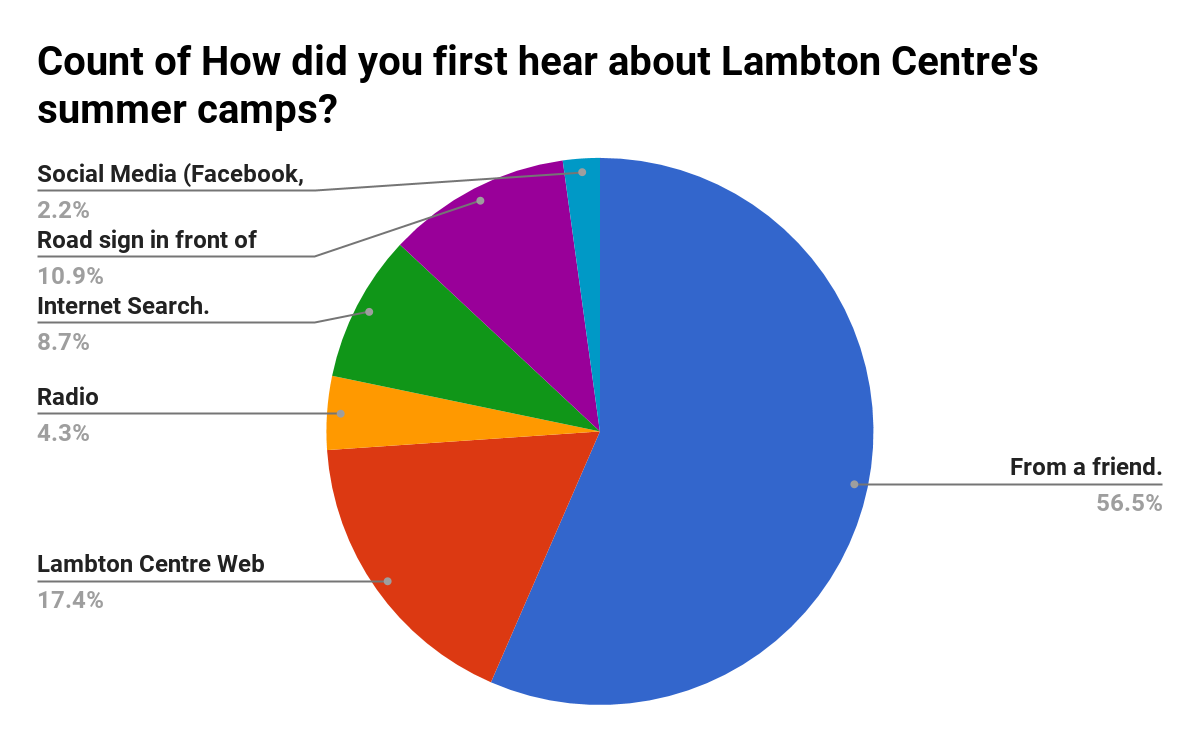 Count of How did you first hear about Lambton Centre's
summer camps?
Social Media (Facebook,
2.2%
Road sign in front of
10.9%
Internet Search.
8.7%
Radio
4.3%
Lambton Centre Web
17.4%
From a friend.
56.5%